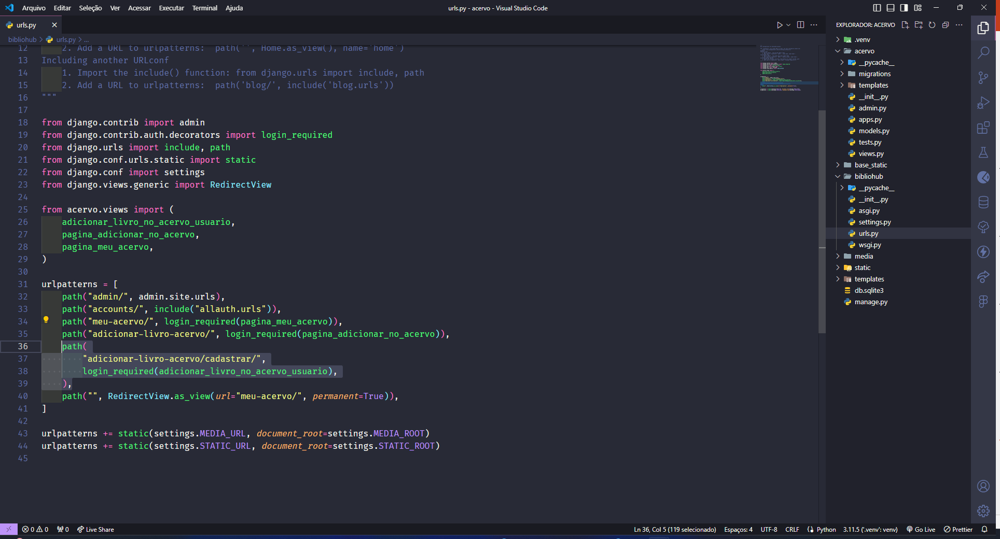 Arquivo Editar Seleção Ver Acessar Executar Terminal Ajuda
urls.py - acervo - Visual Studio Code
urls.py
bibliohub > urls.py > ...
12 2. Add a URL to urlpatterns:  path('', Home.as_view(), name='home')
13 Including another URLconf
14 1. Import the include() function: from django.urls import include, path
15 2. Add a URL to urlpatterns:  path('blog/', include('blog.urls'))
16 """
17
18 from django.contrib import admin
19 from django.contrib.auth.decorators import login_required
20 from django.urls import include, path
21 from django.conf.urls.static import static
22 from django.conf import settings
23 from django.views.generic import RedirectView
24
25 from acervo.views import (
26 adicionar_livro_no_acervo_usuario,
27 pagina_adicionar_no_acervo,
28 pagina_meu_acervo,
29 )
30
31 urlpatterns = [
32 path("admin/", admin.site.urls),
33 path("accounts/", include("allauth.urls")),
34 path("meu-acervo/", login_required(pagina_meu_acervo)),
35 path("adicionar-livro-acervo/", login_required(pagina_adicionar_no_acervo)),
36 path(
37 "adicionar-livro-acervo/cadastrar/",
38 login_required(adicionar_livro_no_acervo_usuario),
39 ),
40 path("", RedirectView.as_view(url="meu-acervo/", permanent=True)),
41 ]
42
43 urlpatterns += static(settings.MEDIA_URL, document_root=settings.MEDIA_ROOT)
44 urlpatterns += static(settings.STATIC_URL, document_root=settings.STATIC_ROOT)
45
EXPLORADOR: ACERVO
.venv
acervo
__pycache__
migrations
templates
__init__.py
admin.py
apps.py
models.py
tests.py
views.py
base_static
bibliohub
__pycache__
__init__.py
asgi.py
settings.py
urls.py
wsgi.py
media
static
templates
db.sqlite3
manage.py
0 0 0 Live Share
Ln 36, Col 5 (119 selecionado) Espaços: 4 UTF-8 CRLF Python 3.11.5 ('.venv': venv) Go Live Prettier